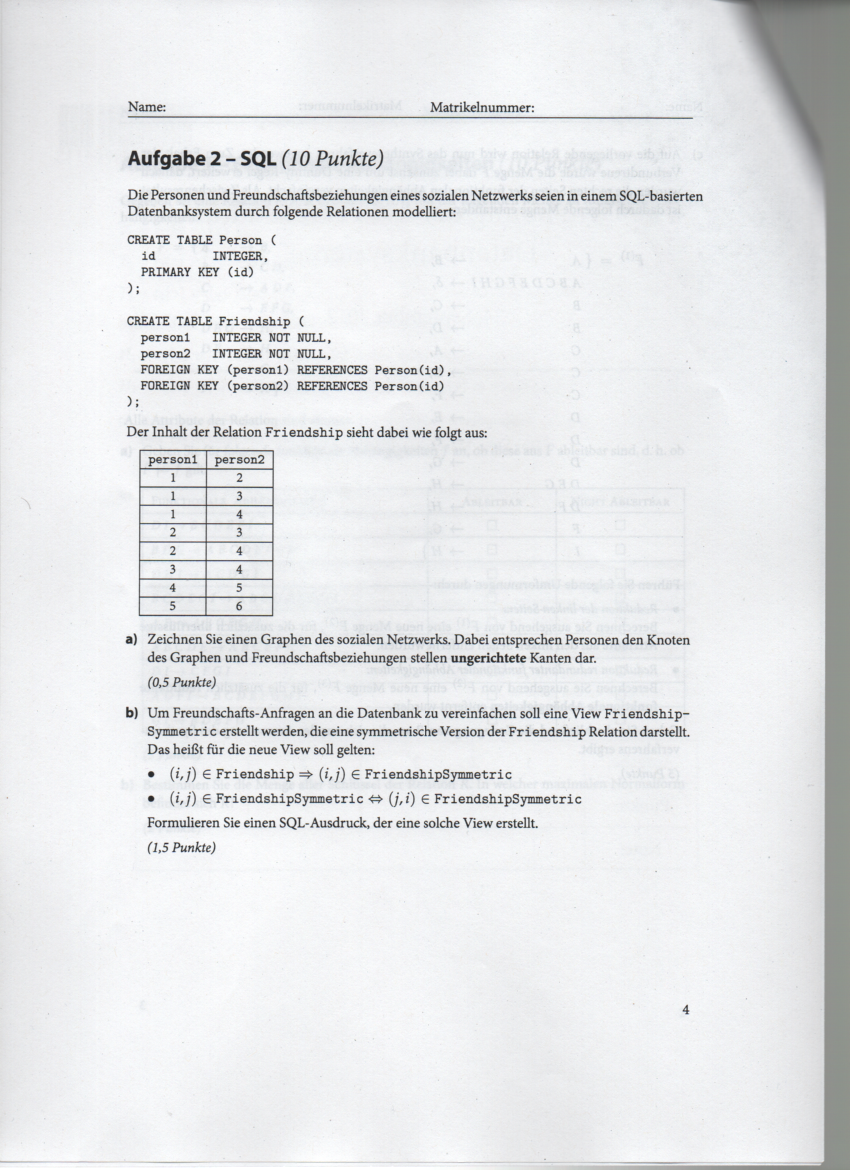 Name: Matrikelnummer:
Aufgabe 2 – SQL (10 Punkte)
Die Personen und Freundschaftsbeziehungen eines sozialen Netzwerks seien in einem SQL-basierten
Datenbanksystem durch folgende Relationen modelliert:
CREATE TABLE Person (
id INTEGER,
PRIMARY KEY (id)
);
CREATE TABLE Friendship (
person1 INTEGER NOT NULL,
person2 INTEGER NOT NULL,
FOREIGN KEY (person1) REFERENCES Person(id),
FOREIGN KEY (person2) REFERENCES Person(id)
);
Der Inhalt der Relation Friendship sieht dabei wie folgt aus:
person1 person2
1 2
1 3
1 4
2 3
2 4
3 4
4 5
5 6
a) Zeichnen Sie einen Graphen des sozialen Netzwerks. Dabei entsprechen Personen den Knoten
des Graphen und Freundschaftsbeziehungen stellen ungerichtete Kanten dar.
(0,5 Punkte)
b) Um Freundschafts-Anfragen an die Datenbank zu vereinfachen soll eine View Friendship-
Symmetric erstellt werden, die eine symmetrische Version der Friendship Relation darstellt.
Das heißt für die neue View soll gelten:
• (i, j) ∈ Friendship ⇒ (i, j) ∈ FriendshipSymmetric
• (i, j) ∈ FriendshipSymmetric ⇔ (j, i) ∈ FriendshipSymmetric
Formulieren Sie einen SQL-Ausdruck, der eine solche View erstellt.
(1,5 Punkte)
4